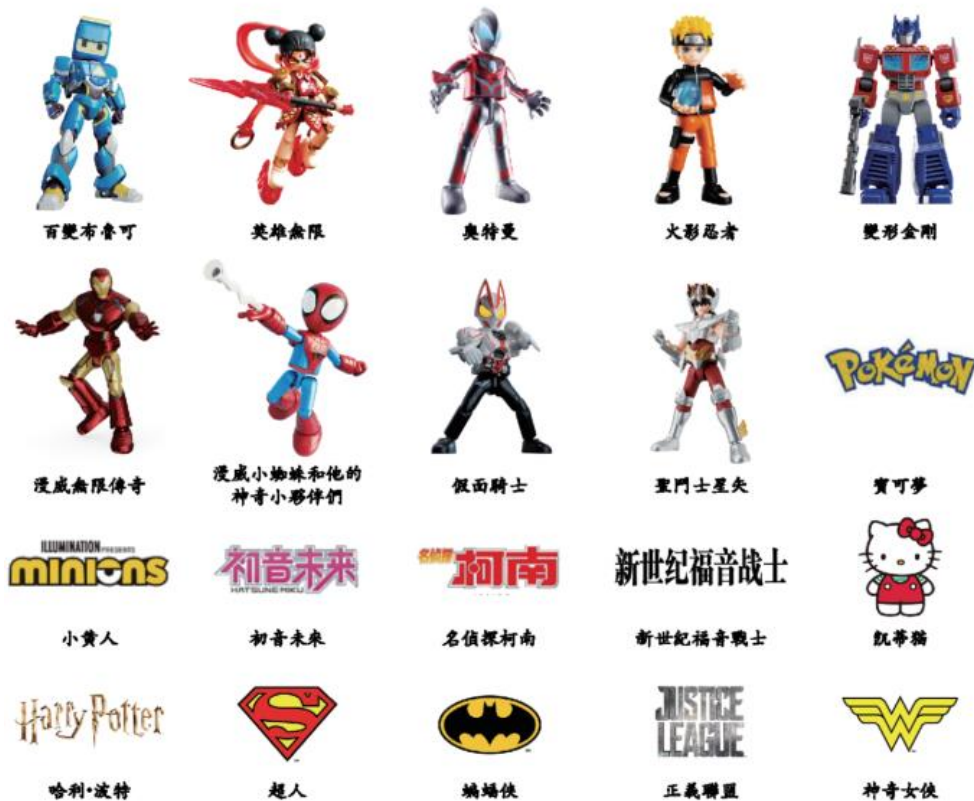 百變布魯可
英雄無限
奧特曼
火影忍者
變形金剛
漫威無限傳奇
漫威小蜘蛛和他的
神奇小夥伴們
假面騎士
聖鬥士星矢
POKéMON
寶可夢
ILLUMINATION PRESENTS
minions
小黃人
初音未来
HATSUNE MIKU
初音未來
名偵探
柯南
名偵探柯南
新世纪福音战士
新世紀福音戰士
凱蒂貓
Harry Potter
哈利·波特
S
超人
蝙蝠俠
JUSTICE
LEAGUE
正義聯盟
W
神奇女俠